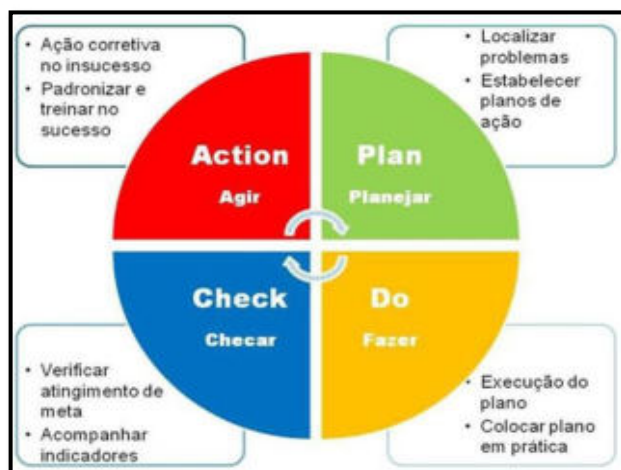 • Ação corretiva
no insucesso
• Padronizar e
treinar no
sucesso
• Localizar
problemas
• Estabelecer
planos de
ação
Action
Agir
Plan
Planejar
Check
Checar
Do
Fazer
• Verificar
atingimento de
meta
• Acompanhar
indicadores
• Execução do
plano
• Colocar plano
em prática